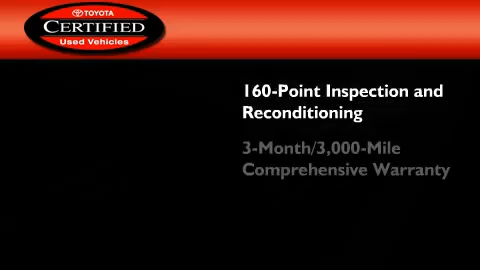 TOYOTA
CERTIFIED
Used Vehicles
160-Point Inspection and
Reconditioning
3-Month/3,000-Mile
Comprehensive Warranty